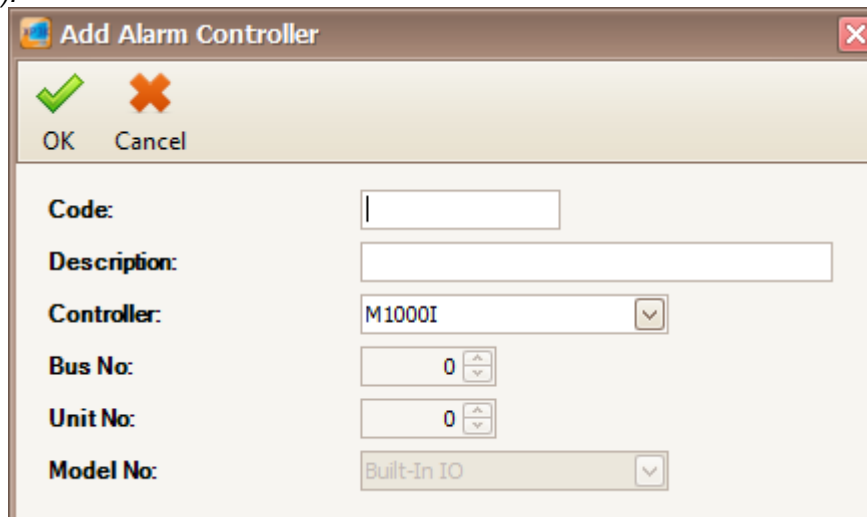 ).
Add Alarm Controller
OK Cancel
Code:
Description:
Controller: M1000I
Bus No: 0
Unit No: 0
Model No: Built-In IO